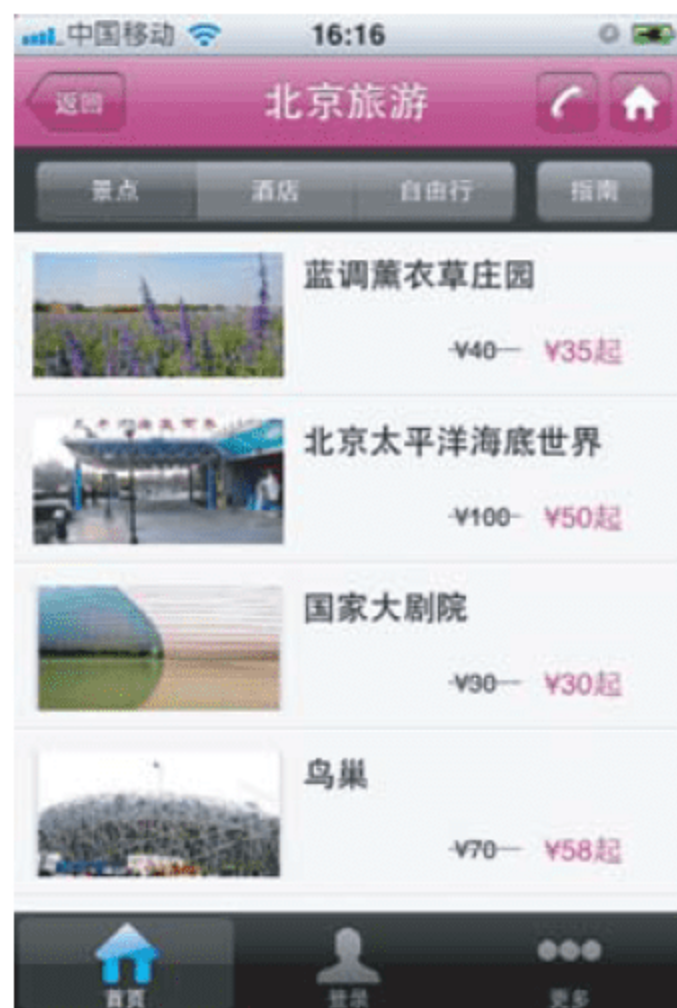 中国移动 16:16
返回 北京旅游
景点 酒店 自由行 指南
蓝调薰衣草庄园
¥40 ¥35起
北京太平洋海底世界
¥100 ¥50起
国家大剧院
¥30 ¥30起
鸟巢
¥70 ¥58起
首页 登录 更多